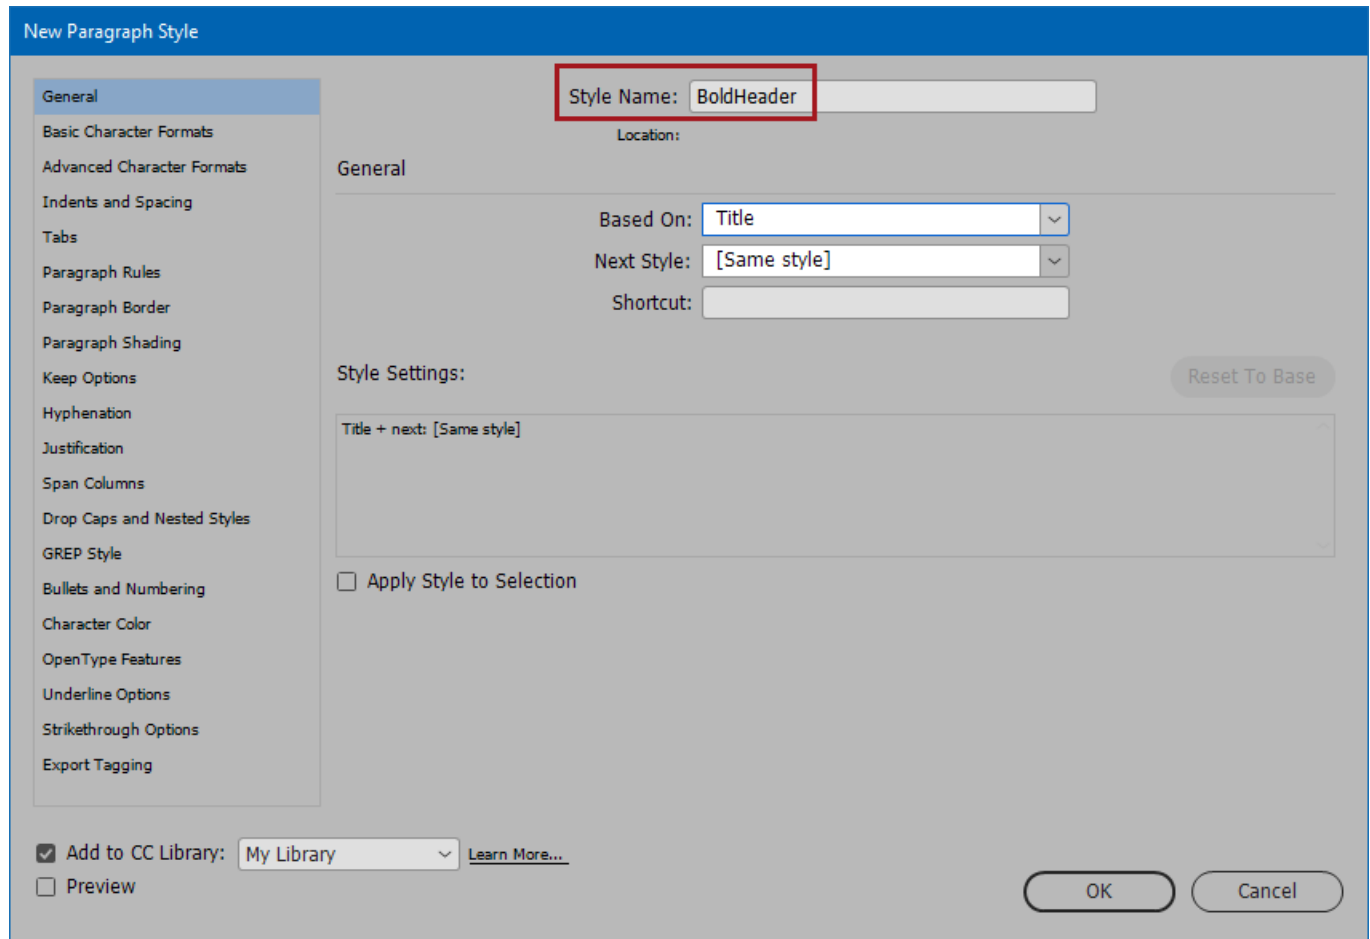 New Paragraph Style
General
Basic Character Formats
Advanced Character Formats
Indents and Spacing
Tabs
Paragraph Rules
Paragraph Border
Paragraph Shading
Keep Options
Hyphenation
Justification
Span Columns
Drop Caps and Nested Styles
GREP Style
Bullets and Numbering
Character Color
OpenType Features
Underline Options
Strikethrough Options
Export Tagging
Style Name: BoldHeader
Location:
General
Based On: Title
Next Style: [Same style]
Shortcut:
Style Settings:
Reset To Base
Title + next: [Same style]
Apply Style to Selection
Add to CC Library: My Library Learn More...
Preview
OK Cancel